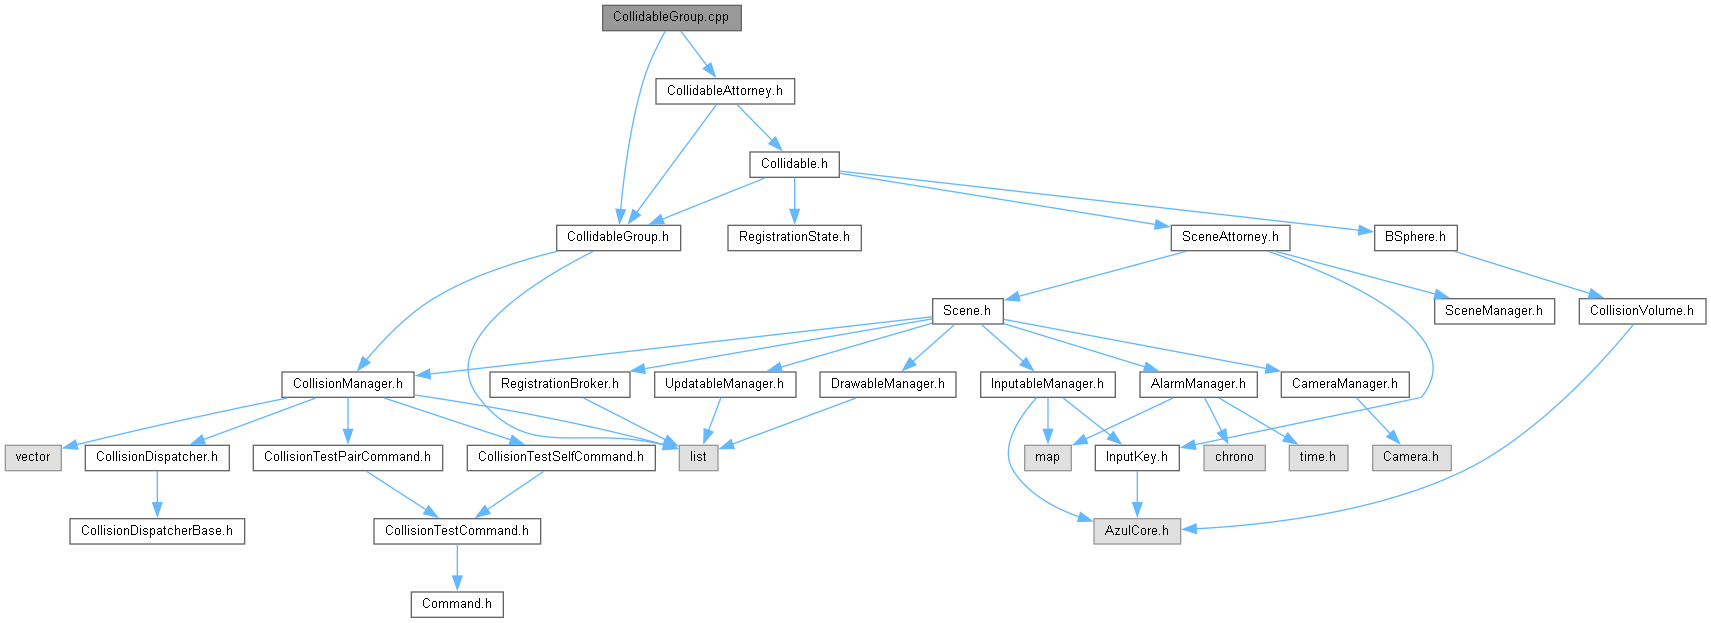 CollidableGroup.cpp
CollidableAttorney.h
Collidable.h
CollidableGroup.h
RegistrationState.h
SceneAttorney.h
BSphere.h
Scene.h
SceneManager.h
CollisionVolume.h
CollisionManager.h
RegistrationBroker.h
UpdatableManager.h
DrawableManager.h
InputableManager.h
AlarmManager.h
CameraManager.h
vector
CollisionDispatcher.h
CollisionTestPairCommand.h
CollisionTestSelfCommand.h
list
map
InputKey.h
chrono
time.h
Camera.h
CollisionDispatcherBase.h
CollisionTestCommand.h
AzulCore.h
Command.h